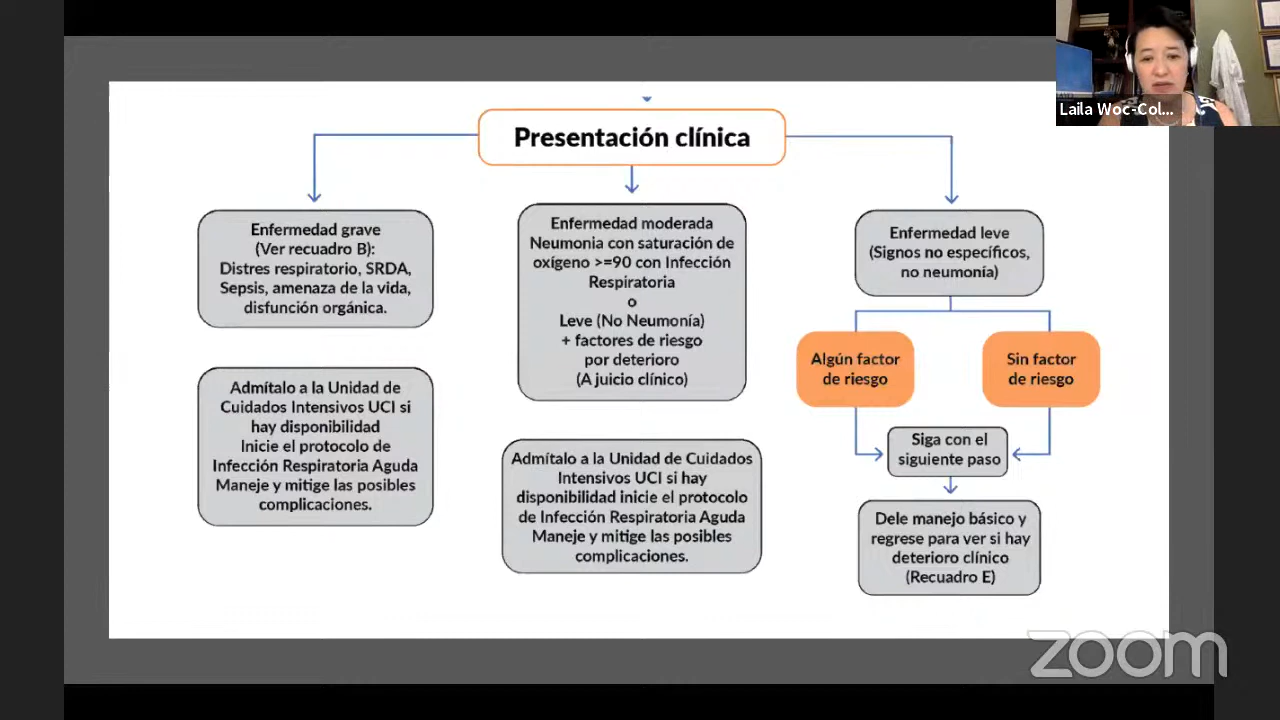 Laila Woc-Col...
Presentación clínica
Enfermedad grave
(Ver recuadro B):
Distres respiratorio, SRDA,
Sepsis, amenaza de la vida,
disfunción orgánica.
Admítalo a la Unidad de
Cuidados Intensivos UCI si
hay disponibilidad
Inicie el protocolo de
Infección Respiratoria Aguda
Maneje y mitige las posibles
complicaciones.
Enfermedad moderada
Neumonia con saturación de
oxígeno >=90 con Infección
Respiratoria
o
Leve (No Neumonía)
+ factores de riesgo
por deterioro
(A juicio clínico)
Admítalo a la Unidad de Cuidados
Intensivos UCI si hay
disponibilidad inicie el protocolo
de Infección Respiratoria Aguda
Maneje y mitige las posibles
complicaciones.
Enfermedad leve
(Signos no específicos,
no neumonía)
Algún factor
de riesgo
Sin factor
de riesgo
Siga con el
siguiente paso
Dele manejo básico y
regrese para ver si hay
deterioro clínico
(Recuadro E)
zoom